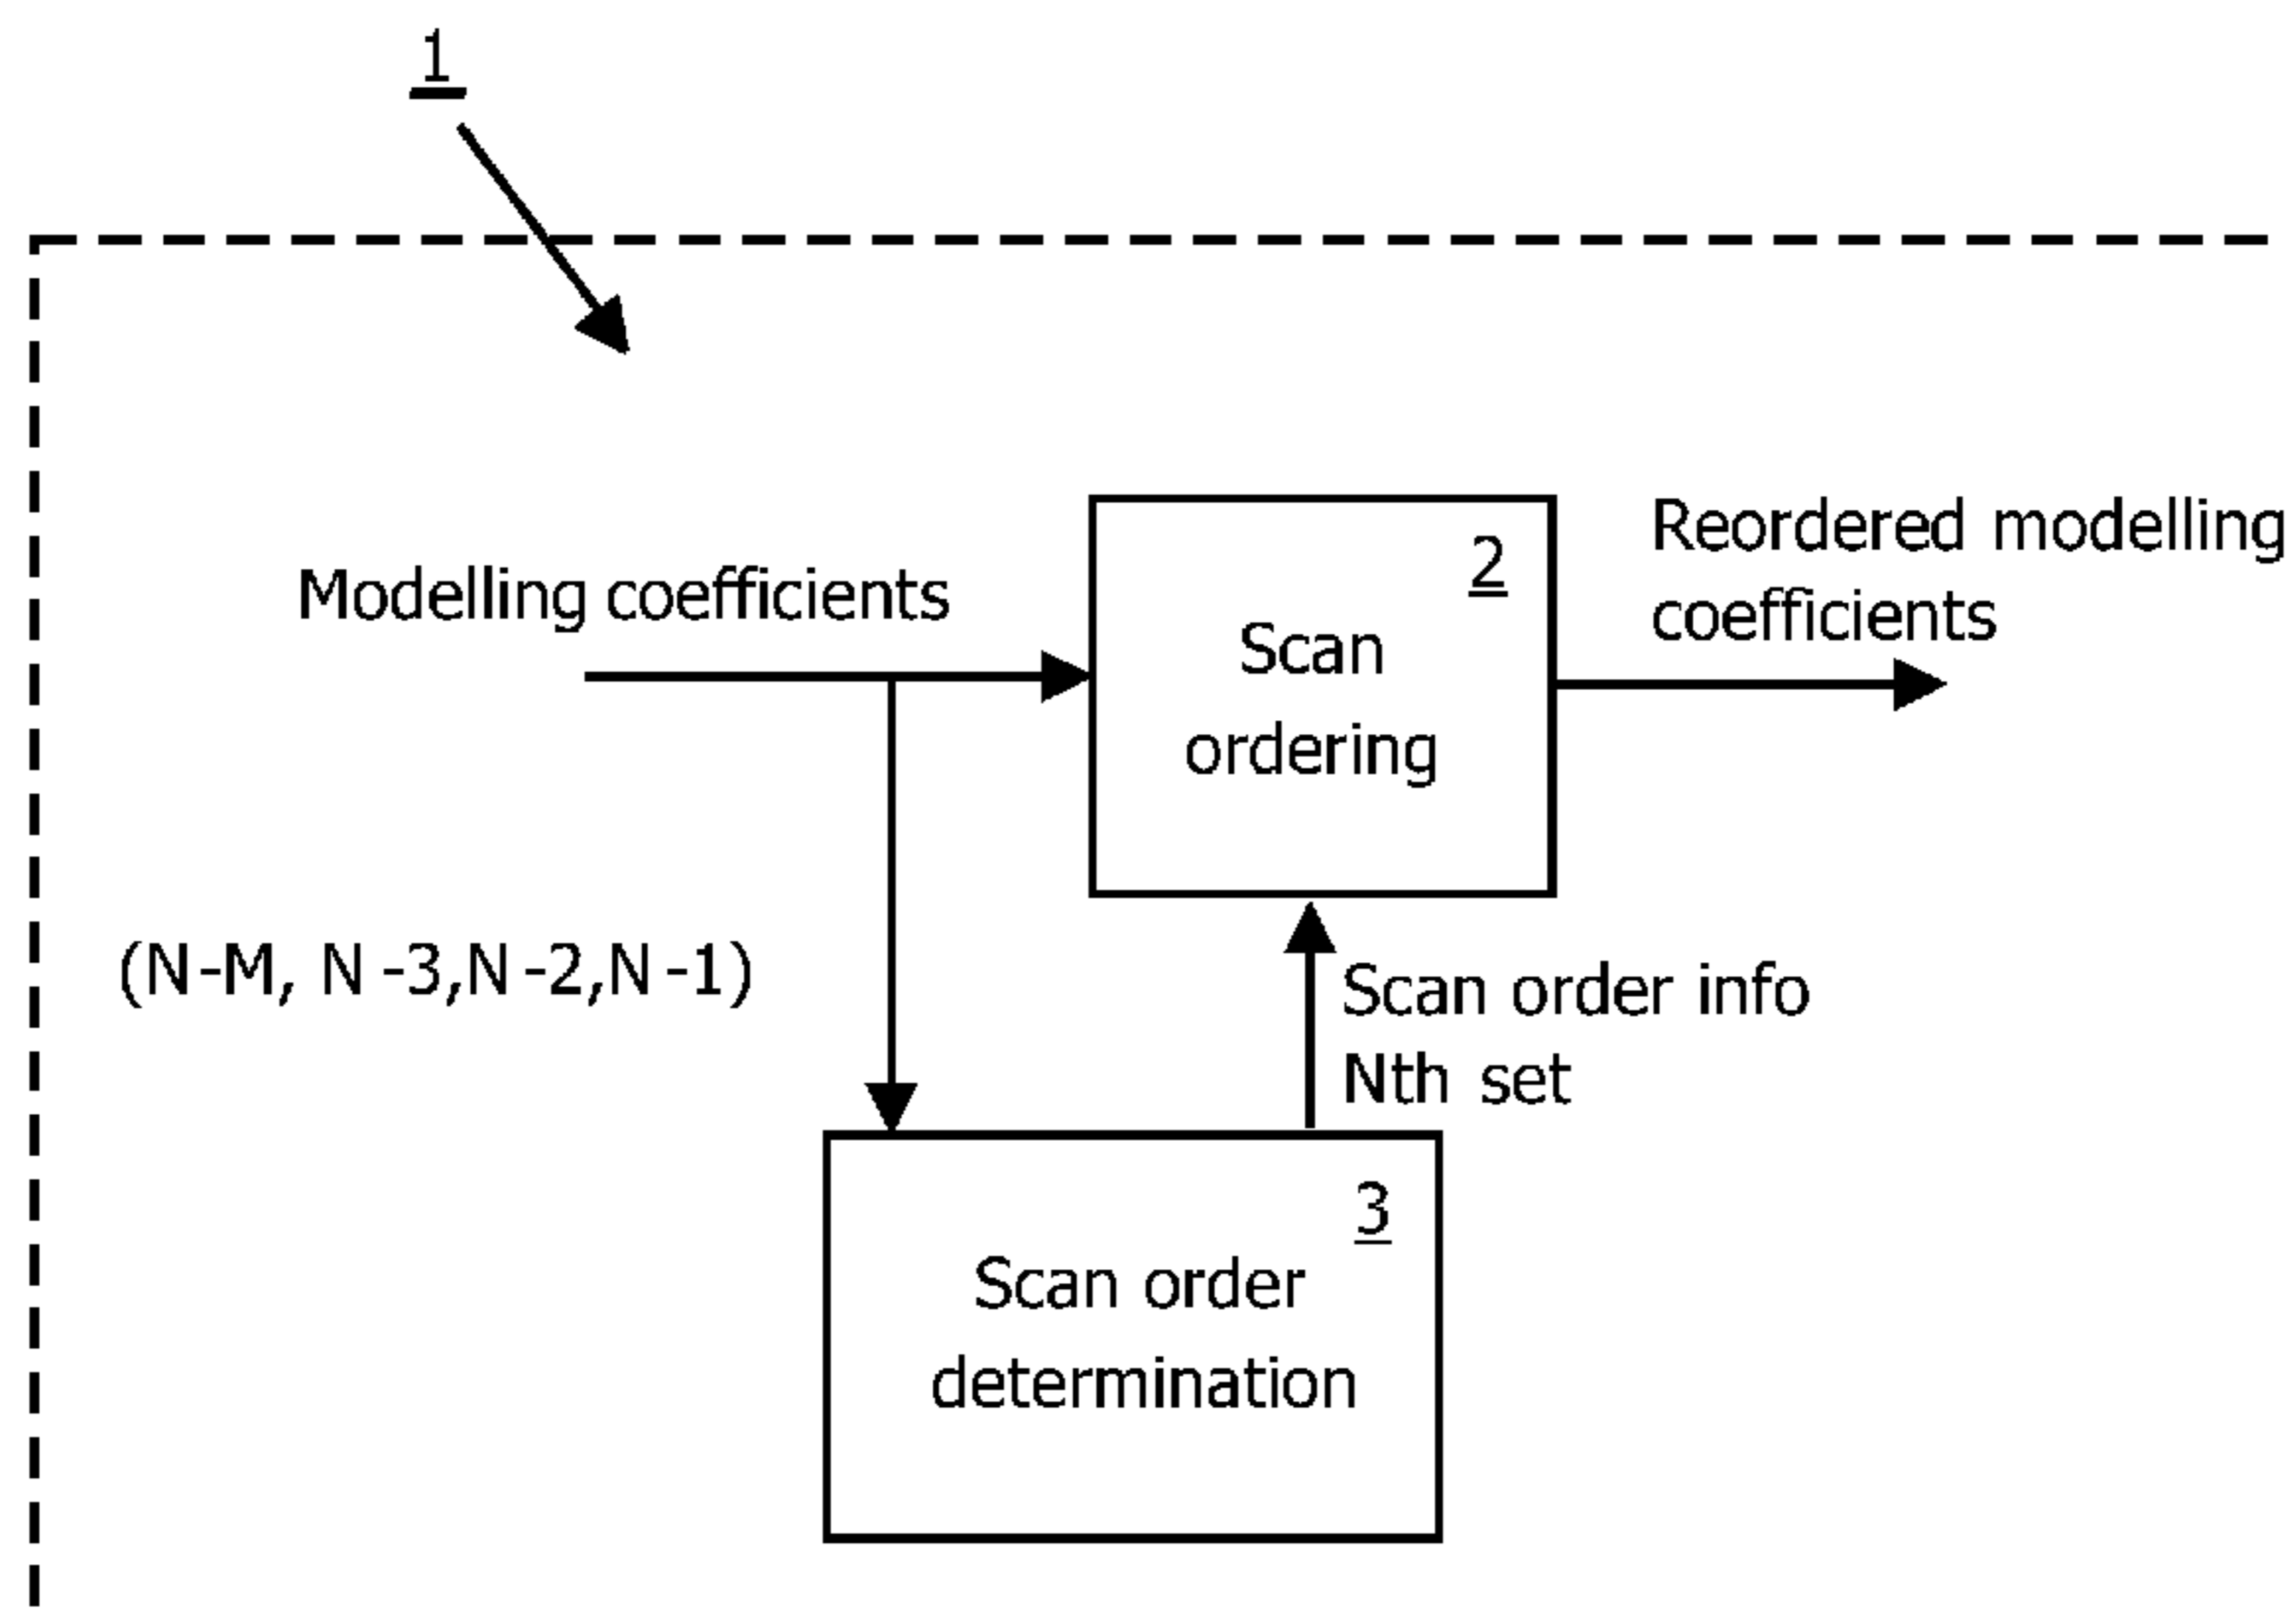 1
Modelling coefficients
2
Scan
ordering
Reordered modelling
coefficients
(N-M, N-3,N-2,N-1)
Scan order info
Nth set
3
Scan order
determination